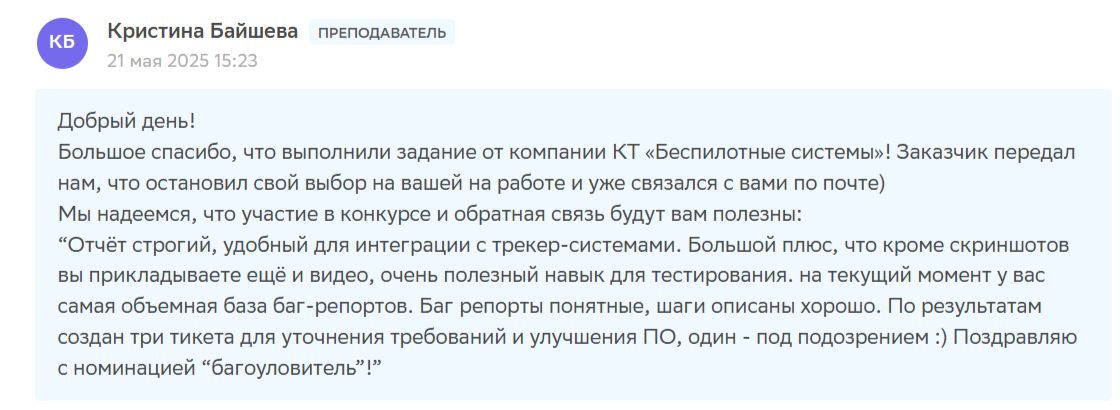 КБ
Кристина Байшева ПРЕПОДАВАТЕЛЬ
21 мая 2025 15:23
Добрый день!
Большое спасибо, что выполнили задание от компании КТ «Беспилотные системы»! Заказчик передал
нам, что остановил свой выбор на вашей на работе и уже связался с вами по почте)
Мы надеемся, что участие в конкурсе и обратная связь будут вам полезны:
“Отчёт строгий, удобный для интеграции с трекер-системами. Большой плюс, что кроме скриншотов
вы прикладываете ещё и видео, очень полезный навык для тестирования. на текущий момент у вас
самая объемная база баг-репортов. Баг репорты понятные, шаги описаны хорошо. По результатам
создан три тикета для уточнения требований и улучшения ПО, один - под подозрением :) Поздравляю
с номинацией “багоуловитель”!”